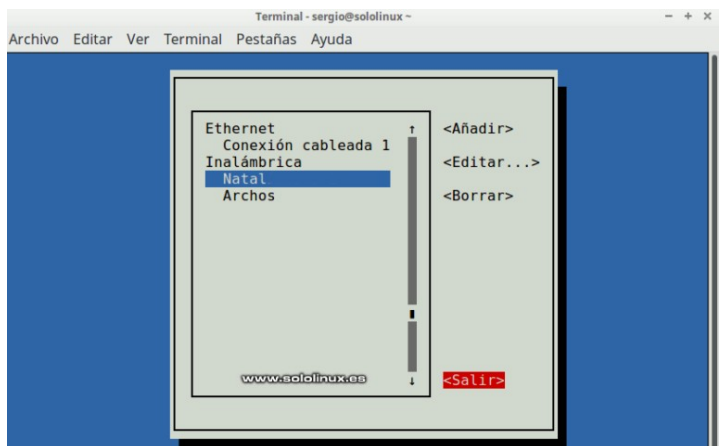 Terminal - sergio@sololinux ~
Archivo Editar Ver Terminal Pestañas Ayuda
Ethernet
Conexión cableada 1
Inalámbrica
Natal
Archos
<Añadir>
<Editar...>
<Borrar>
www.sololinux.es
<Salir>